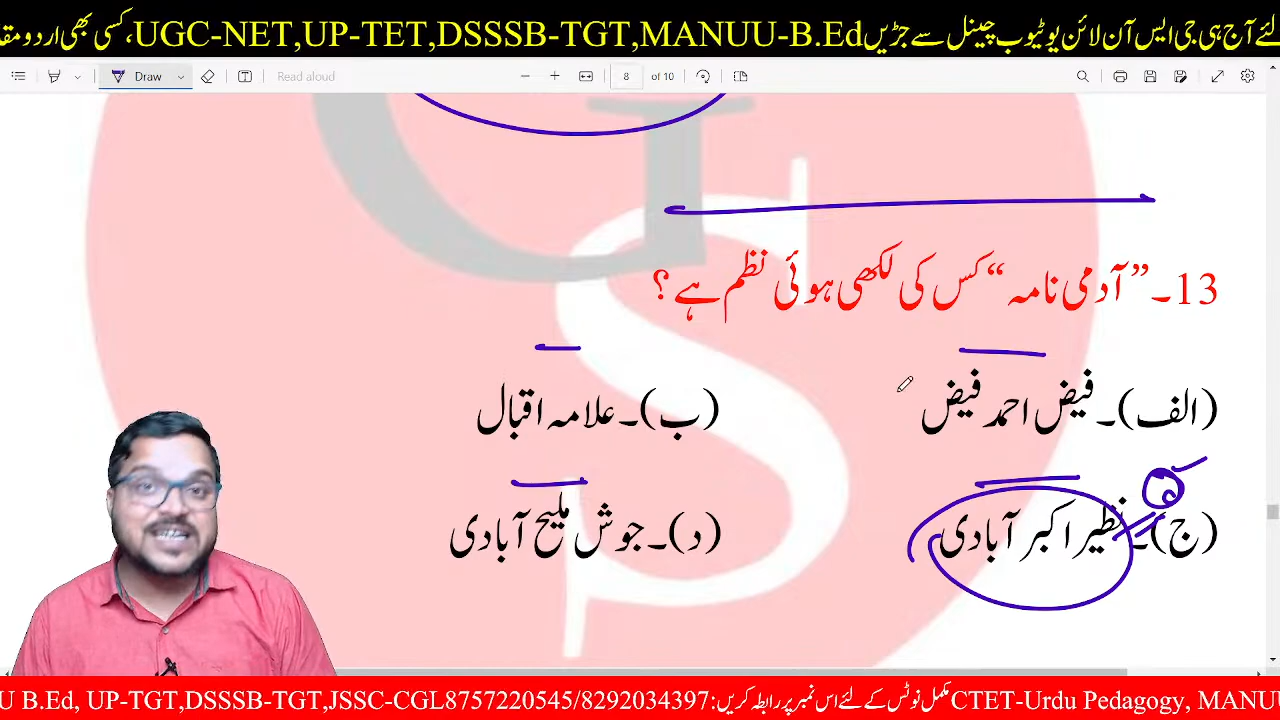 لئے آج ہی جی ایس آن لائن یوٹیوب چینل سے جڑیں UGC-NET,UP-TET,DSSSB-TGT,MANUU-B.Ed، کسی بھی اردو
Draw
Read aloud
8 of 10
13۔ ”آدمی نامہ“ کس کی لکھی ہوئی نظم ہے؟
(الف)۔ فیض احمد فیض (ب)۔ علامہ اقبال
(ج)۔ نظیر اکبر آبادی (د)۔ جوش ملیح آبادی
CTET-Urdu Pedagogy, MANU مکمل نوٹس کے لئے اس نمبر پر رابطہ کریں: 8757220545/8292034397 U B.Ed, UP-TGT,DSSSB-TGT,JSSC-CGL